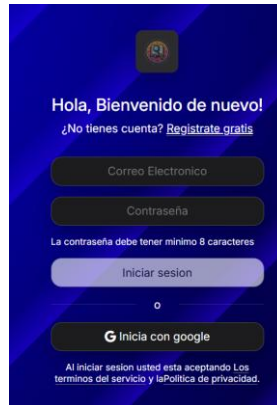 Hola, Bienvenido de nuevo!
¿No tienes cuenta? Registrate gratis
Correo Electronico
Contraseña
La contraseña debe tener minimo 8 caracteres
Iniciar sesion
o
G Inicia con google
Al iniciar sesion usted esta aceptando Los
terminos del servicio y laPolitica de privacidad.